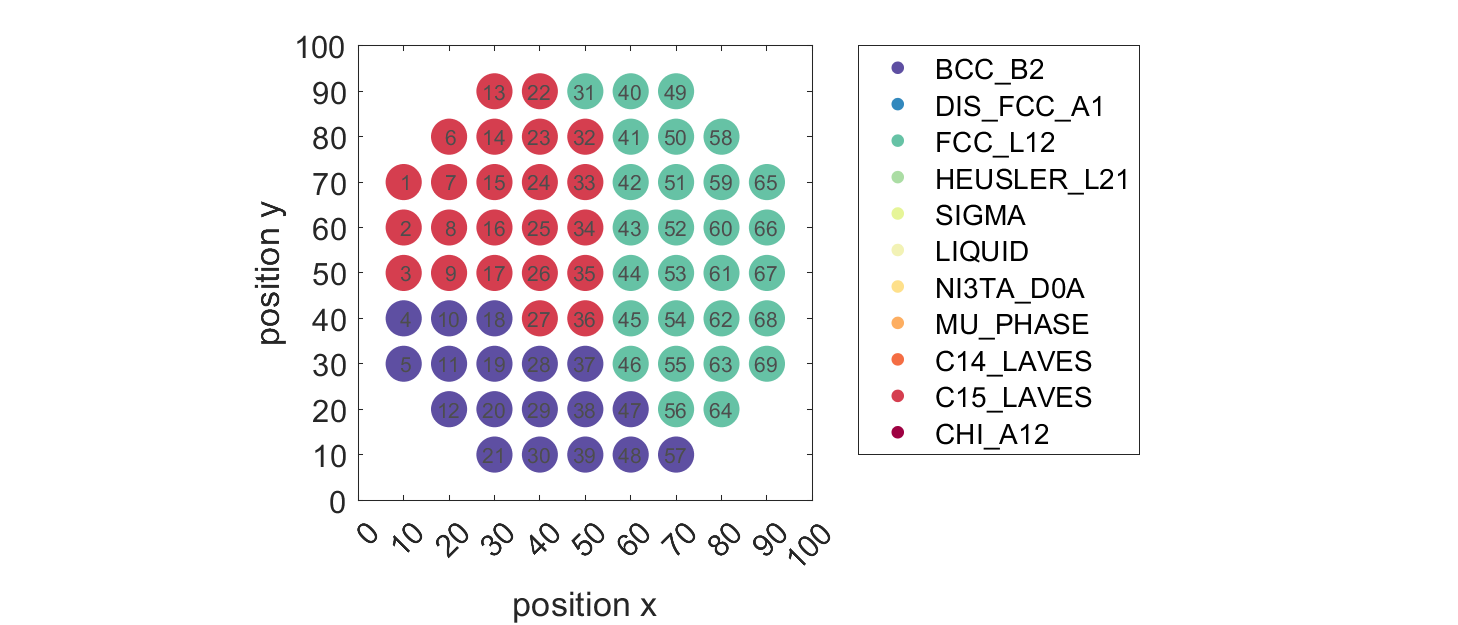 100
90 13 22 31 40 49
80 6 14 23 32 41 50 58
70 1 7 15 24 33 42 51 59 65
60 2 8 16 25 34 43 52 60 66
50 3 9 17 26 35 44 53 61 67
40 4 10 18 27 36 45 54 62 68
30 5 11 19 28 37 46 55 63 69
20 12 20 29 38 47 56 64
10 21 30 39 48 57
0
0 10 20 30 40 50 60 70 80 90 100
position x
position y
BCC_B2
DIS_FCC_A1
FCC_L12
HEUSLER_L21
SIGMA
LIQUID
NI3TA_D0A
MU_PHASE
C14_LAVES
C15_LAVES
CHI_A12